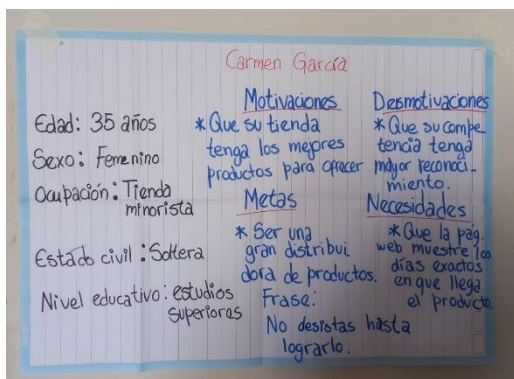 Carmen García
Edad: 35 años
Sexo: Femenino
Ocupación: Tienda
minorista
Estado civil: Soltera
Nivel educativo: estudios
superiores
Motivaciones
* Que su tienda
tenga los mejores
productos para ofrecer
Metas
* Ser una
gran distribui
dora de productos.
Frase:
No desistas hasta
lograrlo.
Desmotivaciones
* Que su compe
tencia tenga
mayor reconoci-
miento.
Necesidades
* Que la pág.
web muestre los
días exactos
en que llega
el producto.